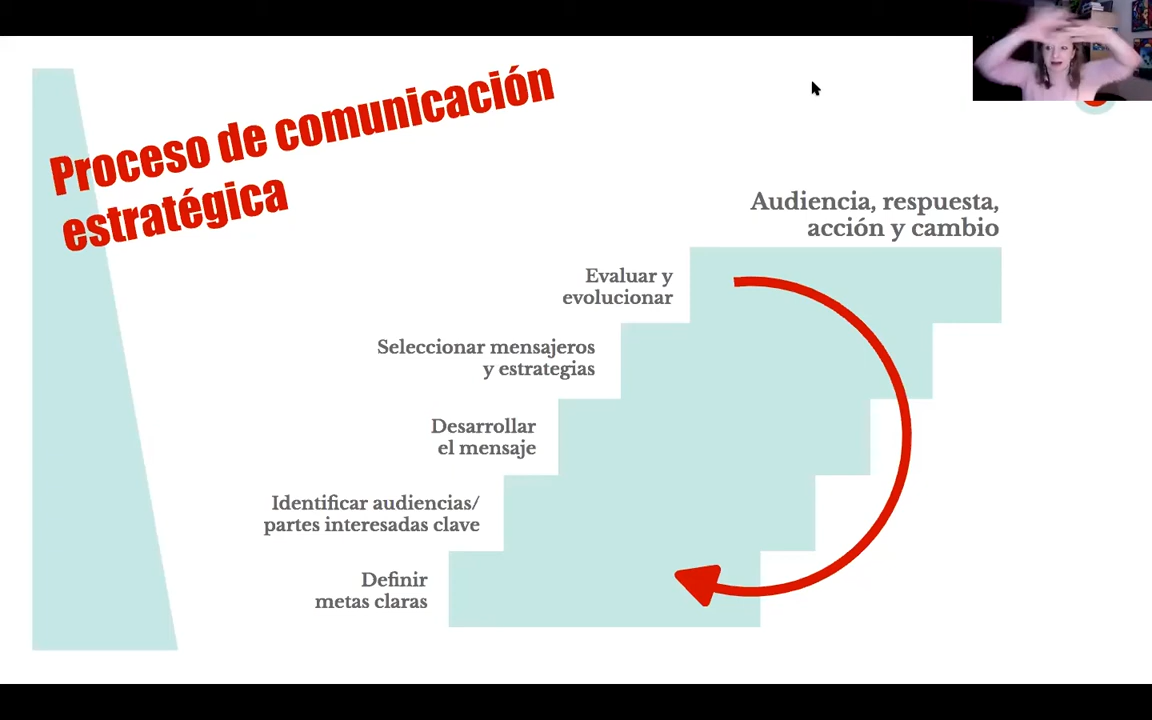 Proceso de comunicación
estratégica
Audiencia, respuesta,
acción y cambio
Evaluar y
evolucionar
Seleccionar mensajeros
y estrategias
Desarrollar
el mensaje
Identificar audiencias/
partes interesadas clave
Definir
metas claras